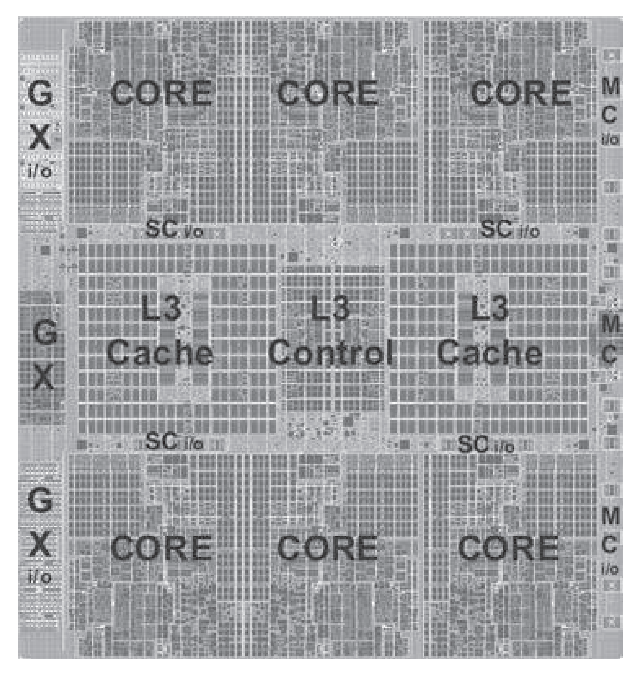 G
X
i/o
CORE
CORE
CORE
M
C
i/o
SC i/o
SC i/o
G
X
L3
Cache
L3
Control
L3
Cache
M
C
SC i/o
SC i/o
G
X
i/o
CORE
CORE
CORE
M
C
i/o